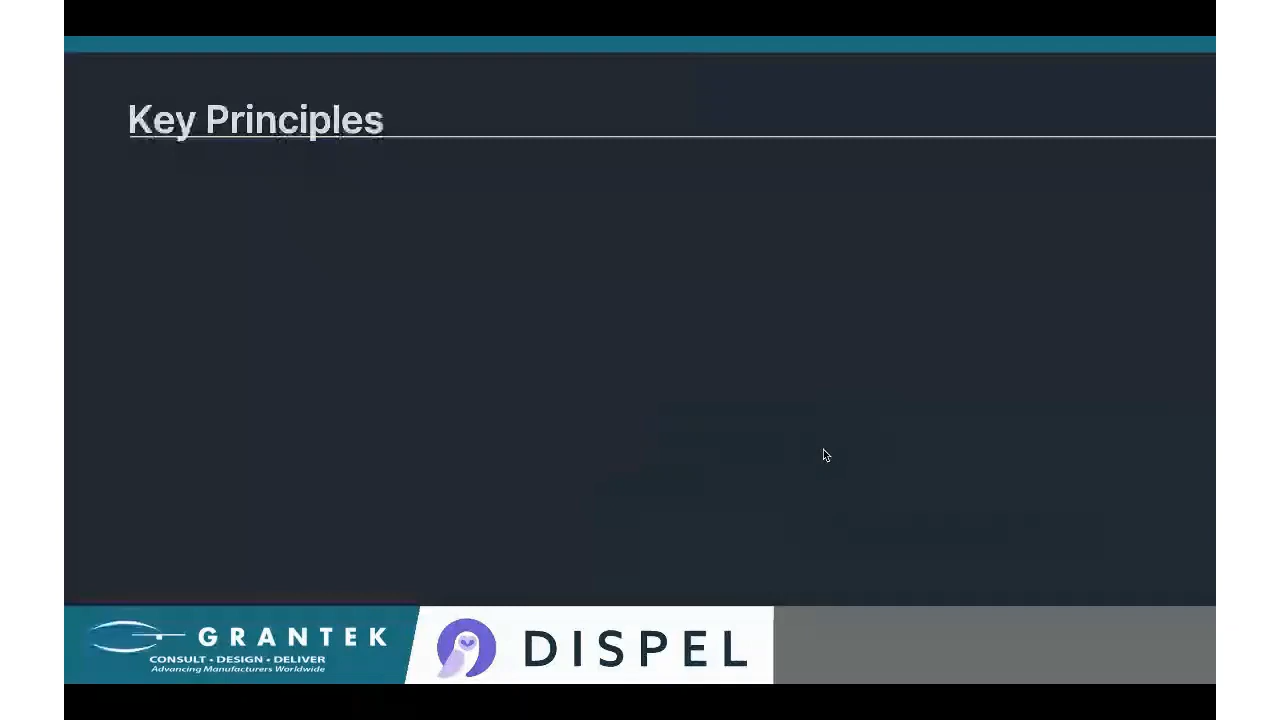 Key Principles
GRANTEK
CONSULT • DESIGN • DELIVER
Advancing Manufacturers Worldwide
DISPEL